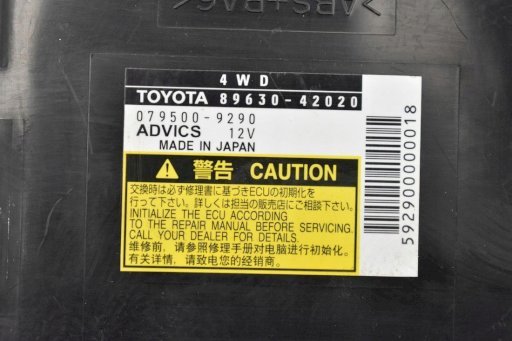 >ABS+PA6<
4WD
TOYOTA 89630-42020
079500-9290
ADVICS 12V
MADE IN JAPAN
警告 CAUTION
交換時は必ず修理書に基づきECUの初期化を
行って下さい。詳しくは担当の販売店にご相談下さい。
INITIALIZE THE ECU ACCORDING
TO THE REPAIR MANUAL BEFORE SERVICING.
CALL YOUR DEALER FOR DETAILS.
维修前,请参照修理手册对电脑进行初始化。
有关详情,请致电您的经销商。
5929000000018